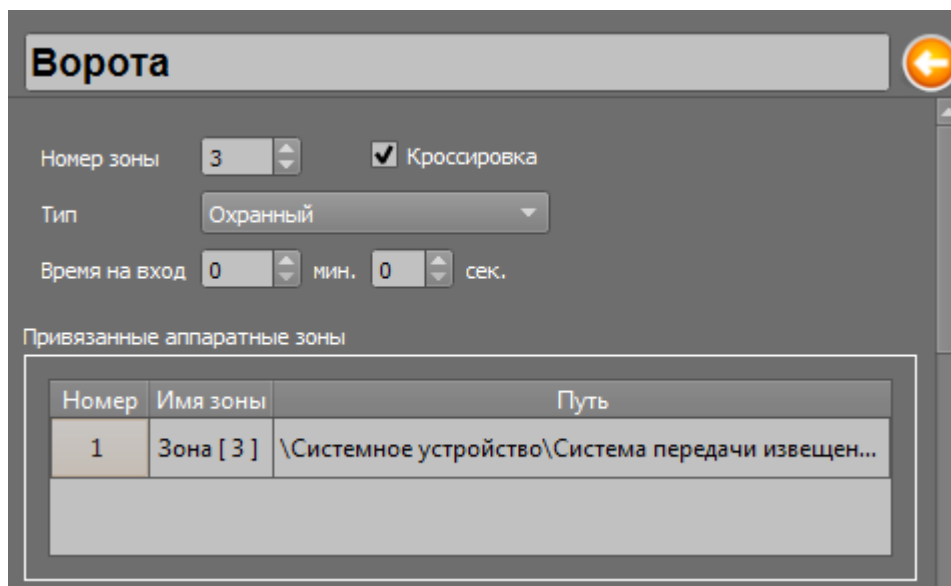 Ворота
Номер зоны 3 Кроссировка
Тип Охранный
Время на вход 0 мин. 0 сек.
Привязанные аппаратные зоны
Номер Имя зоны Путь
1 Зона [ 3 ] \Системное устройство\Система передачи извещен...